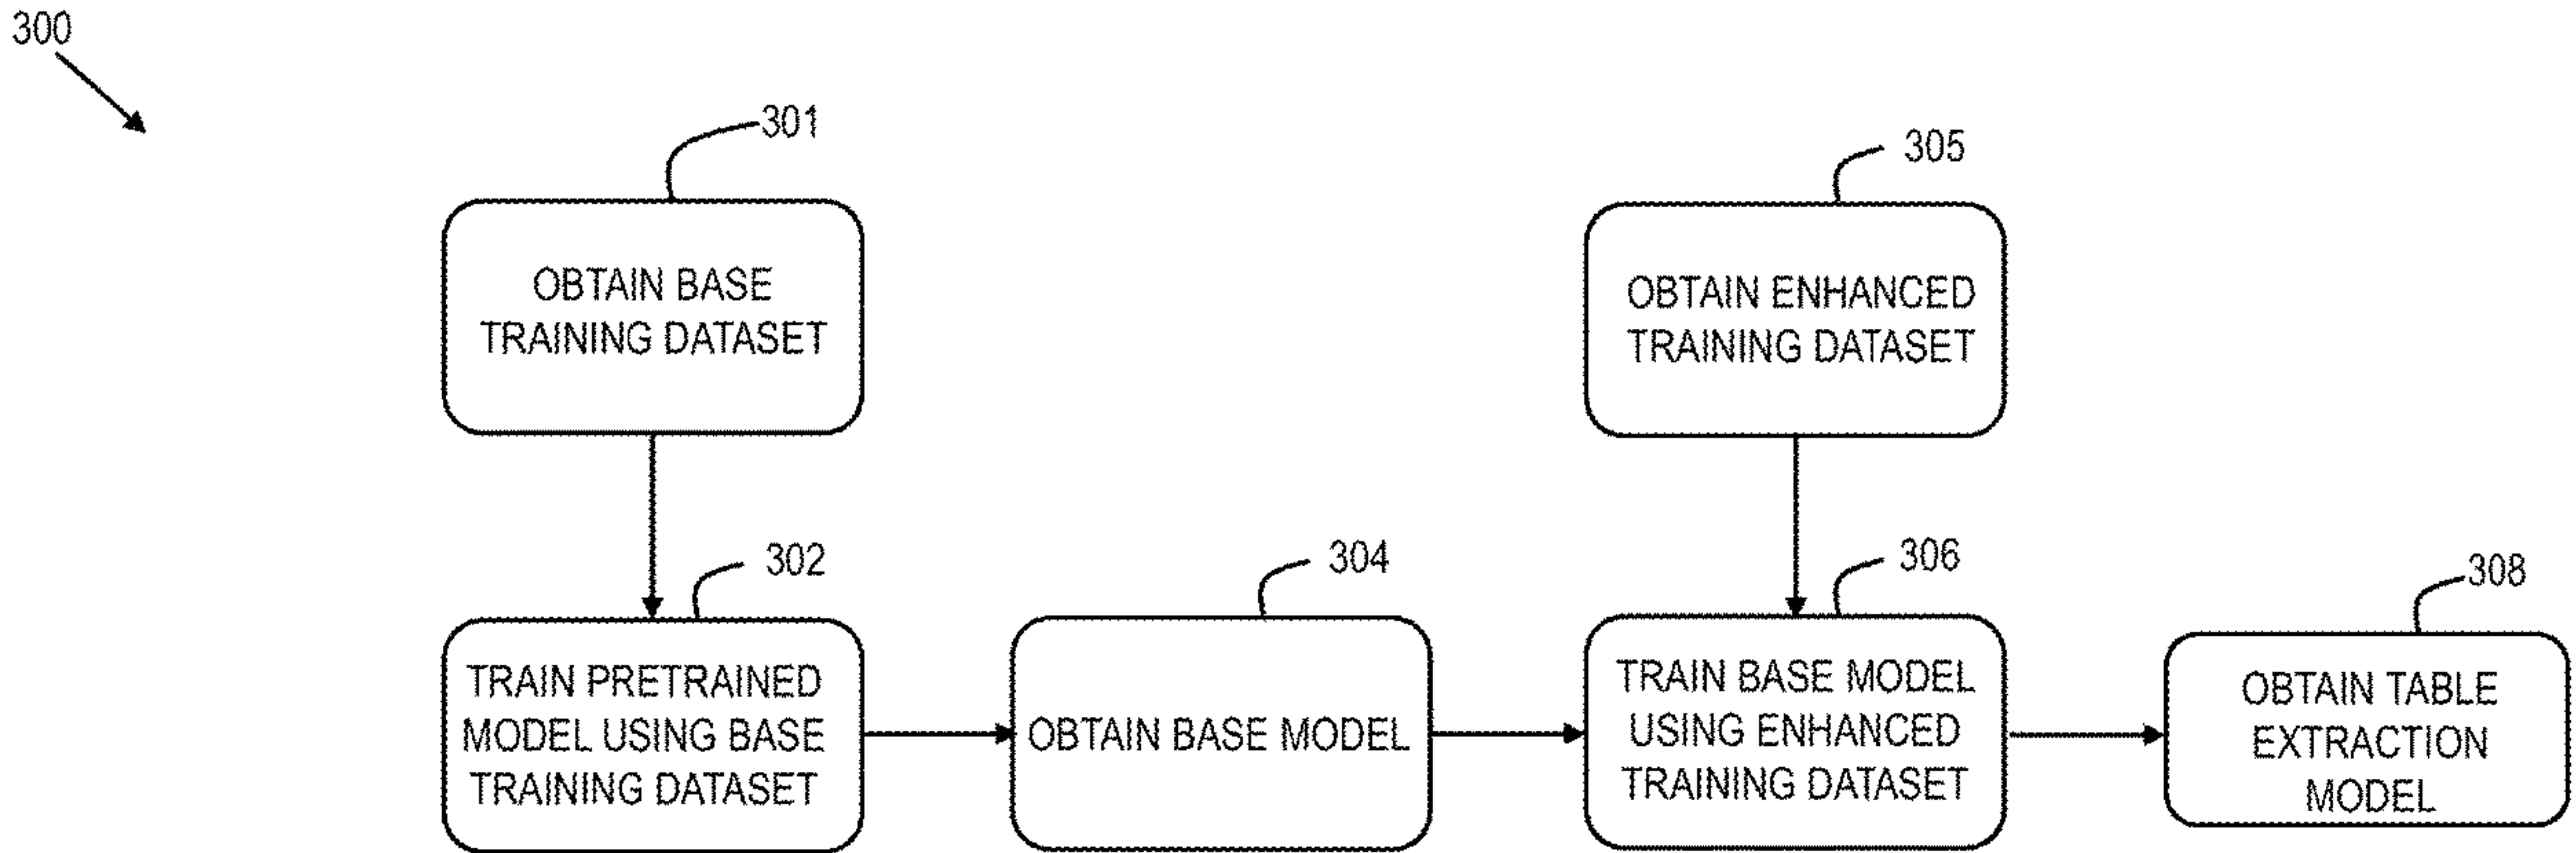 300
301
OBTAIN BASE
TRAINING DATASET
305
OBTAIN ENHANCED
TRAINING DATASET
302
TRAIN PRETRAINED
MODEL USING BASE
TRAINING DATASET
304
OBTAIN BASE MODEL
306
TRAIN BASE MODEL
USING ENHANCED
TRAINING DATASET
308
OBTAIN TABLE
EXTRACTION
MODEL